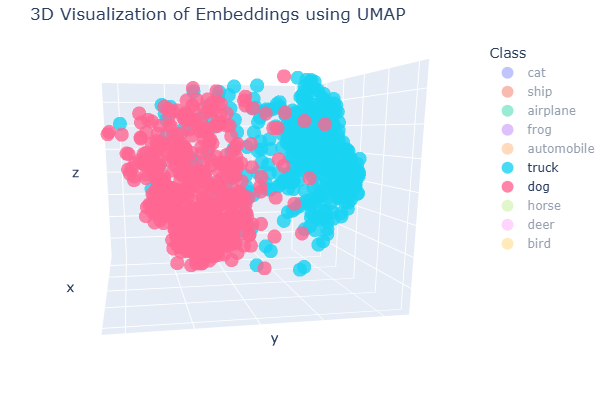 3D Visualization of Embeddings using UMAP
Class
cat
ship
airplane
frog
automobile
truck
dog
horse
deer
bird
z
x
y